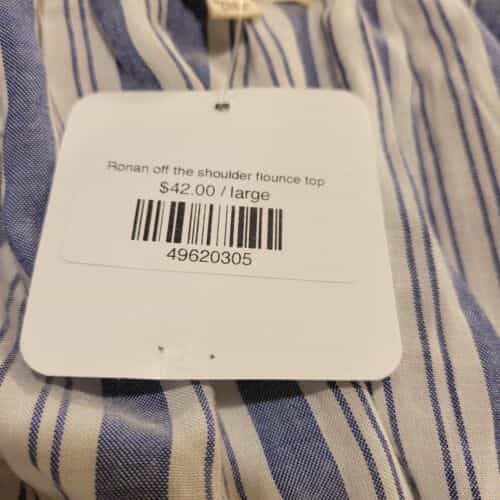 Ronan off the shoulder flounce top
$42.00 / large
49620305